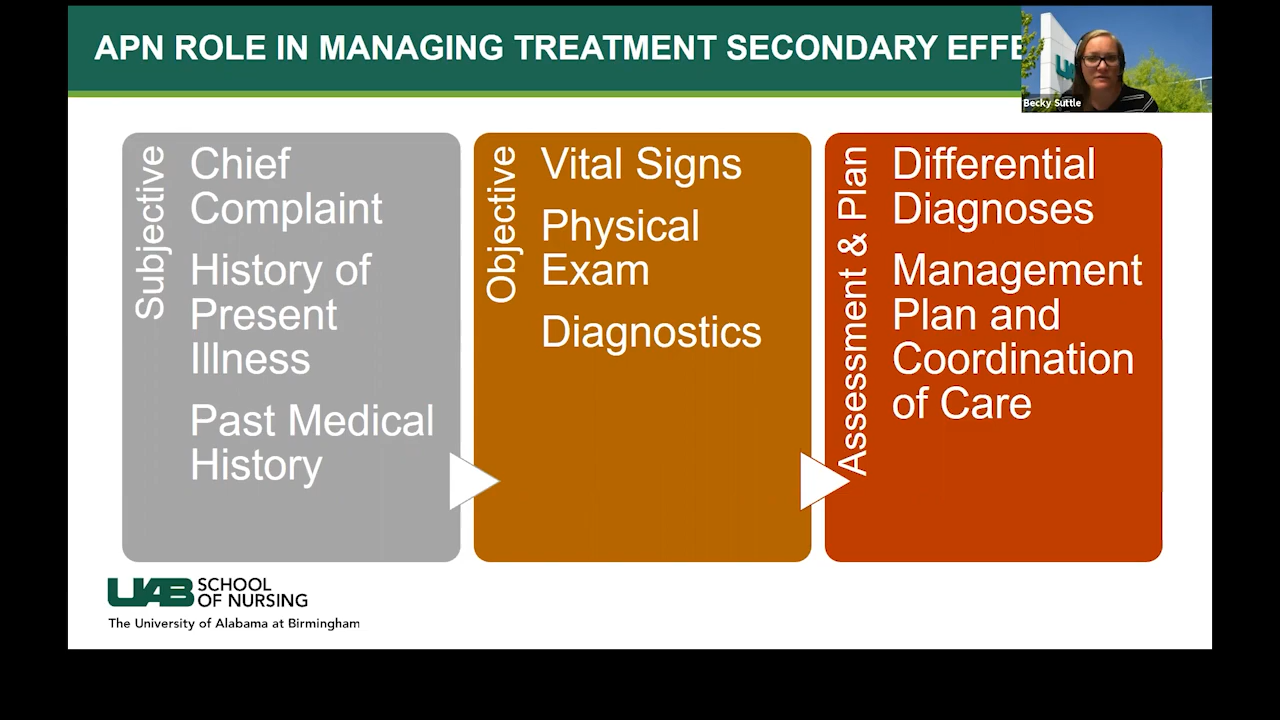 APN ROLE IN MANAGING TREATMENT SECONDARY EFFE
Becky Suttle
Subjective
Chief
Complaint
History of
Present
Illness
Past Medical
History
Objective
Vital Signs
Physical
Exam
Diagnostics
Assessment & Plan
Differential
Diagnoses
Management
Plan and
Coordination
of Care
UAB SCHOOL
OF NURSING
The University of Alabama at Birmingham